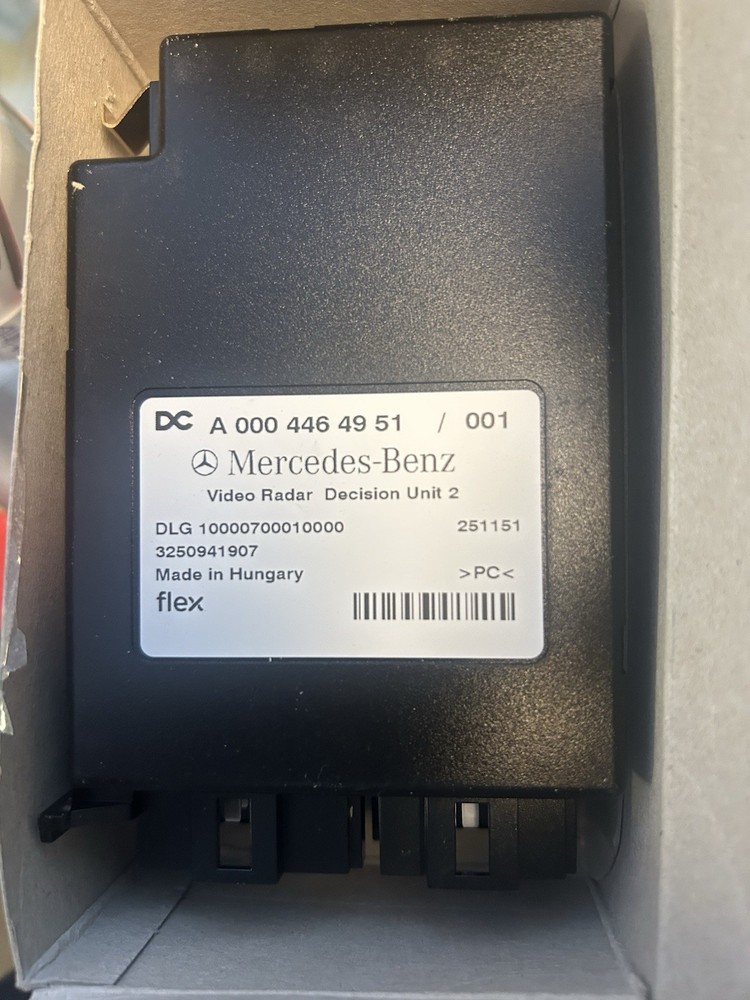 DC A 000 446 49 51 / 001
Mercedes-Benz
Video Radar Decision Unit 2
DLG 10000700010000 251151
3250941907
Made in Hungary >PC<
flex